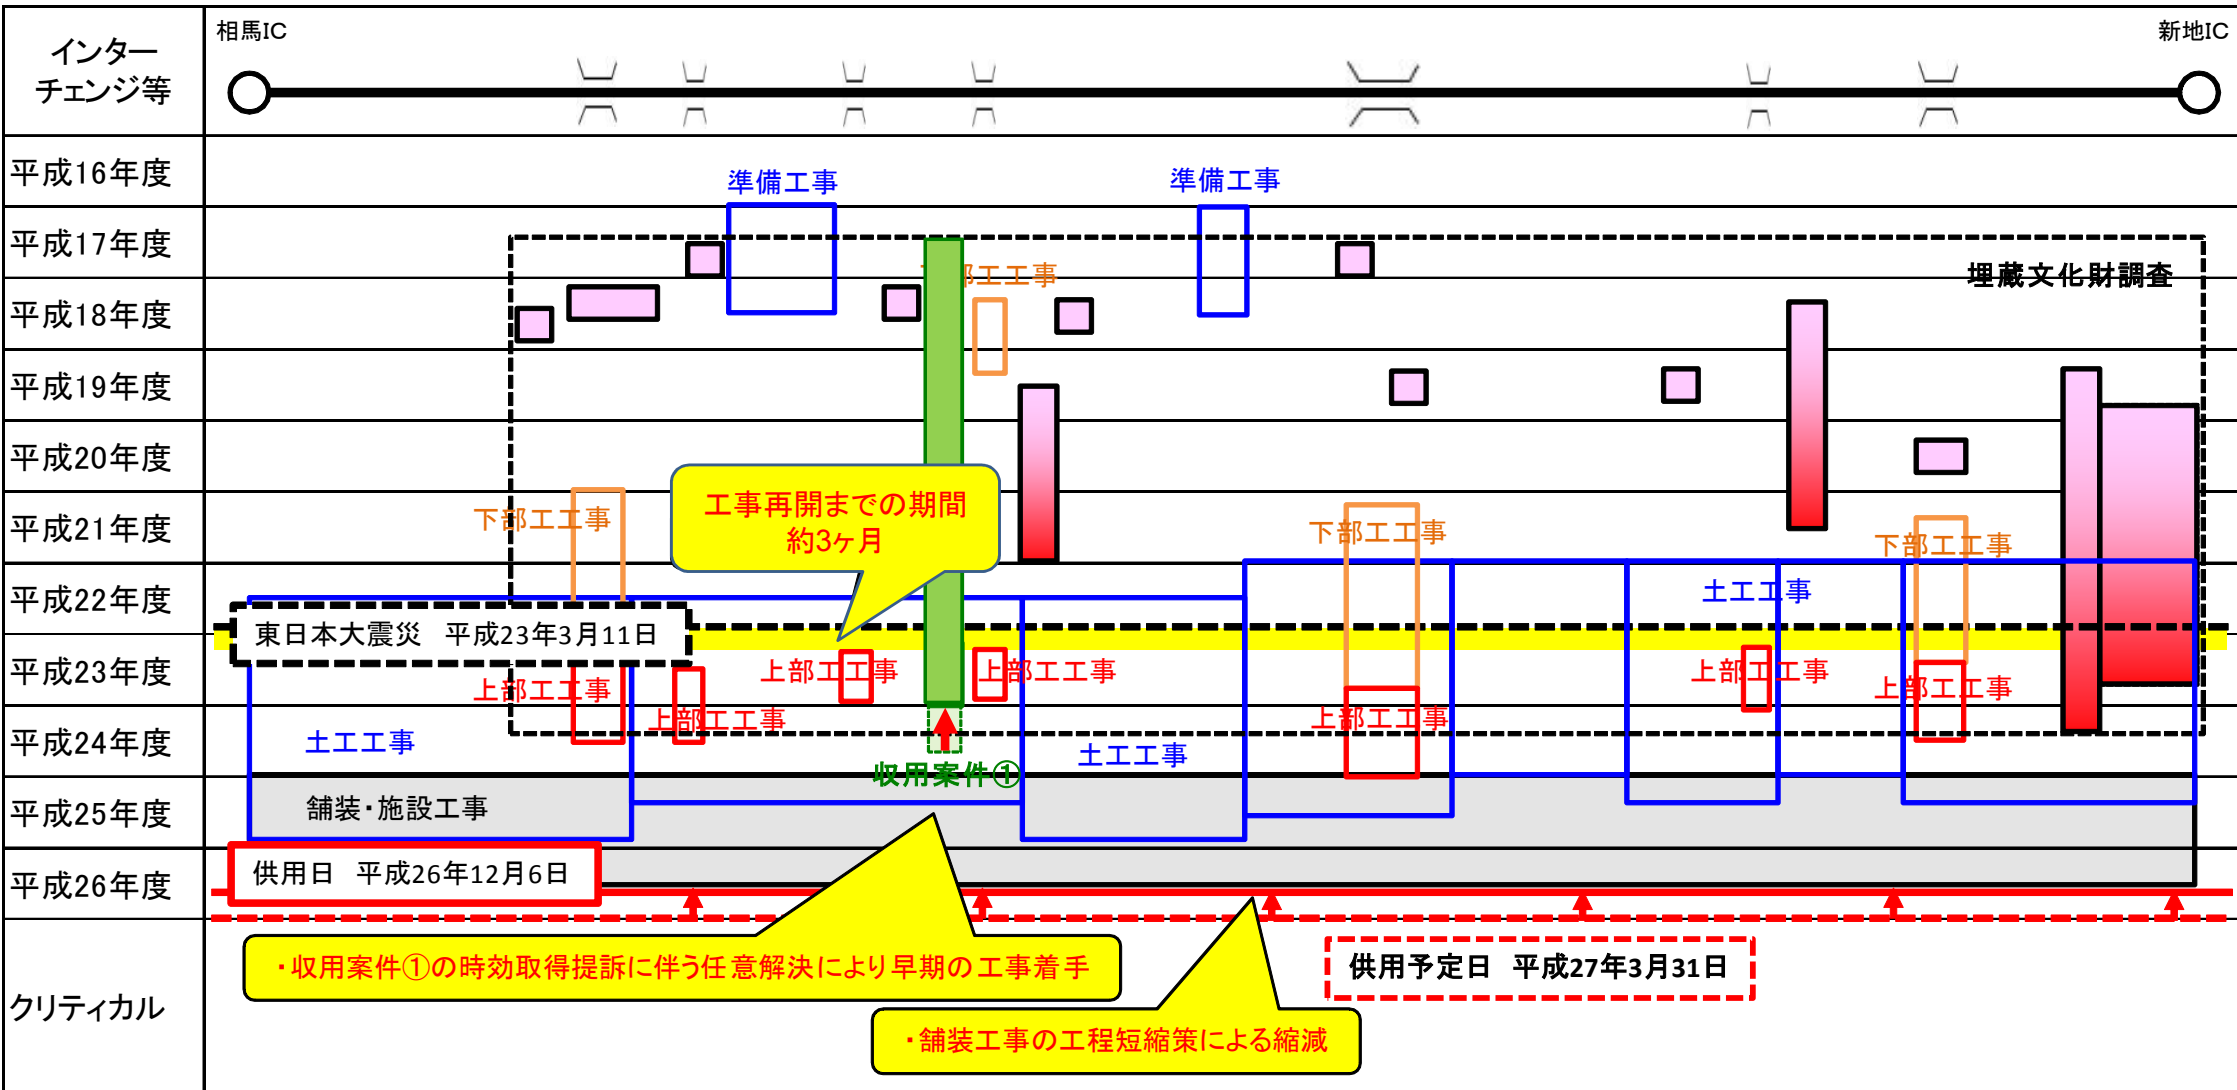 インター
チェンジ等
相馬IC
新地IC
平成16年度
準備工事
準備工事
平成17年度
部工工事
埋蔵文化財調査
平成18年度
平成19年度
平成20年度
工事再開までの期間
約3ヶ月
平成21年度
下部工工事
下部工工事
下部工工事
平成22年度
土工工事
東日本大震災 平成23年3月11日
平成23年度
上部工工事
上部工工事
上部工工事
上部工工事
上部工工事
上部工工事
上部工工事
平成24年度
土工工事
土工工事
収用案件①
平成25年度
舗装・施設工事
平成26年度
供用日 平成26年12月6日
・収用案件①の時効取得提訴に伴う任意解決により早期の工事着手
供用予定日 平成27年3月31日
クリティカル
・舗装工事の工程短縮策による縮減